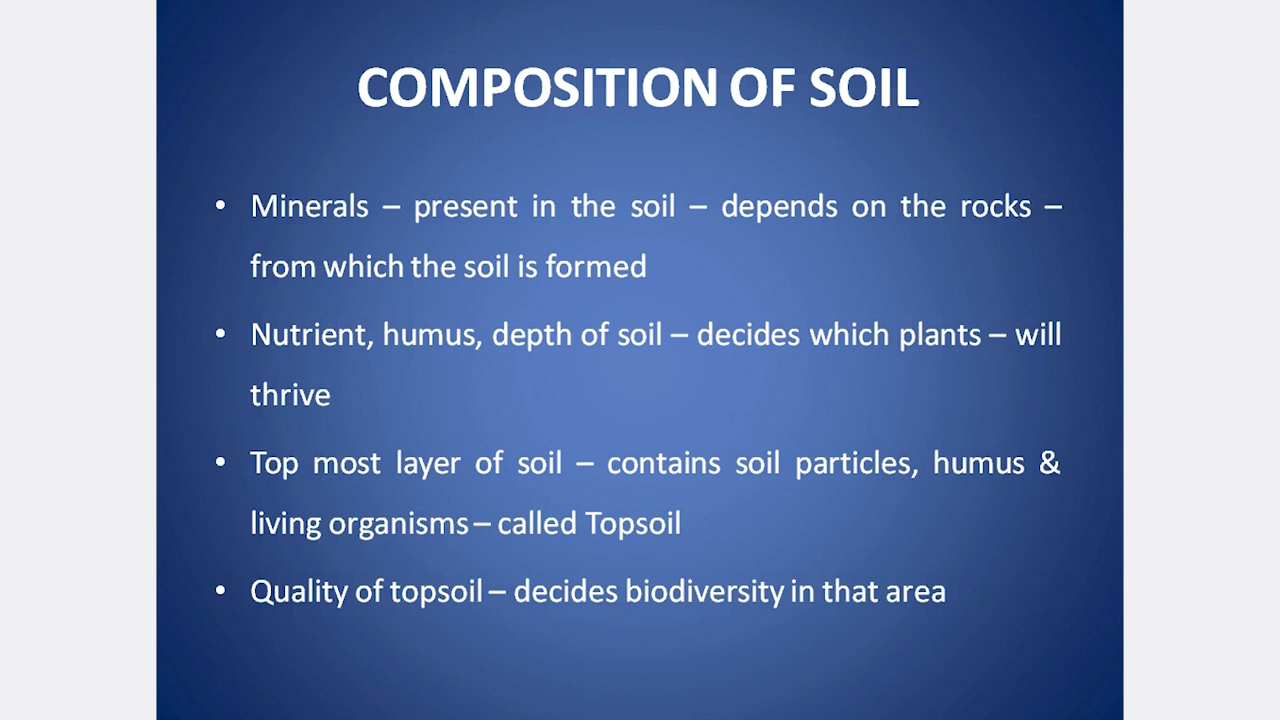 COMPOSITION OF SOIL
• Minerals – present in the soil – depends on the rocks –
from which the soil is formed
• Nutrient, humus, depth of soil – decides which plants – will
thrive
• Top most layer of soil – contains soil particles, humus &
living organisms – called Topsoil
• Quality of topsoil – decides biodiversity in that area